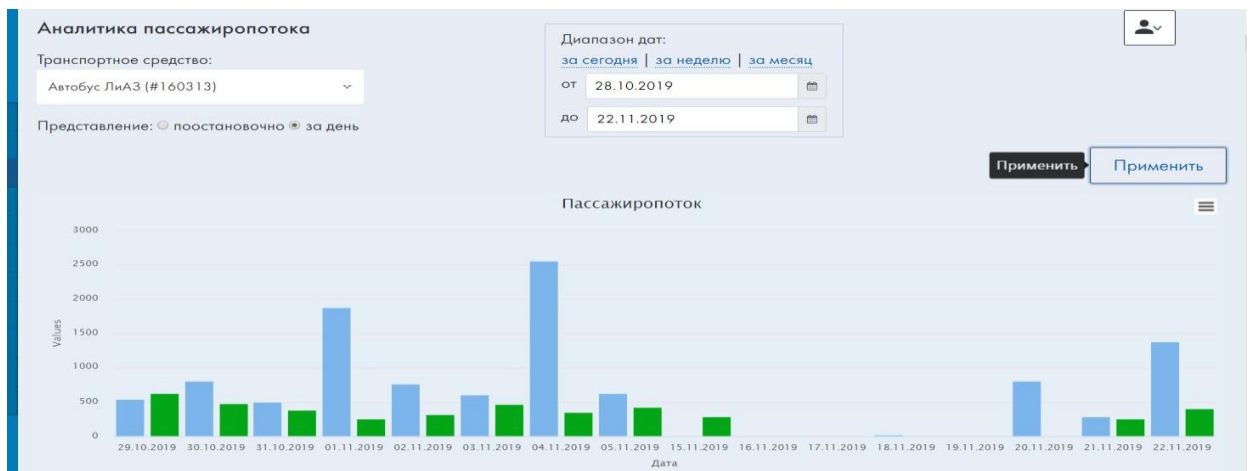 Аналитика пассажиропотока
Транспортное средство:
Автобус ЛиАЗ (#160313)
Представление: поостановочно за день
Диапазон дат:
за сегодня | за неделю | за месяц
от 28.10.2019
до 22.11.2019
Применить Применить
Пассажиропоток
3000
2500
2000
1500
1000
500
0
Values
29.10.2019 30.10.2019 31.10.2019 01.11.2019 02.11.2019 03.11.2019 04.11.2019 05.11.2019 15.11.2019 16.11.2019 17.11.2019 18.11.2019 19.11.2019 20.11.2019 21.11.2019 22.11.2019
Дата